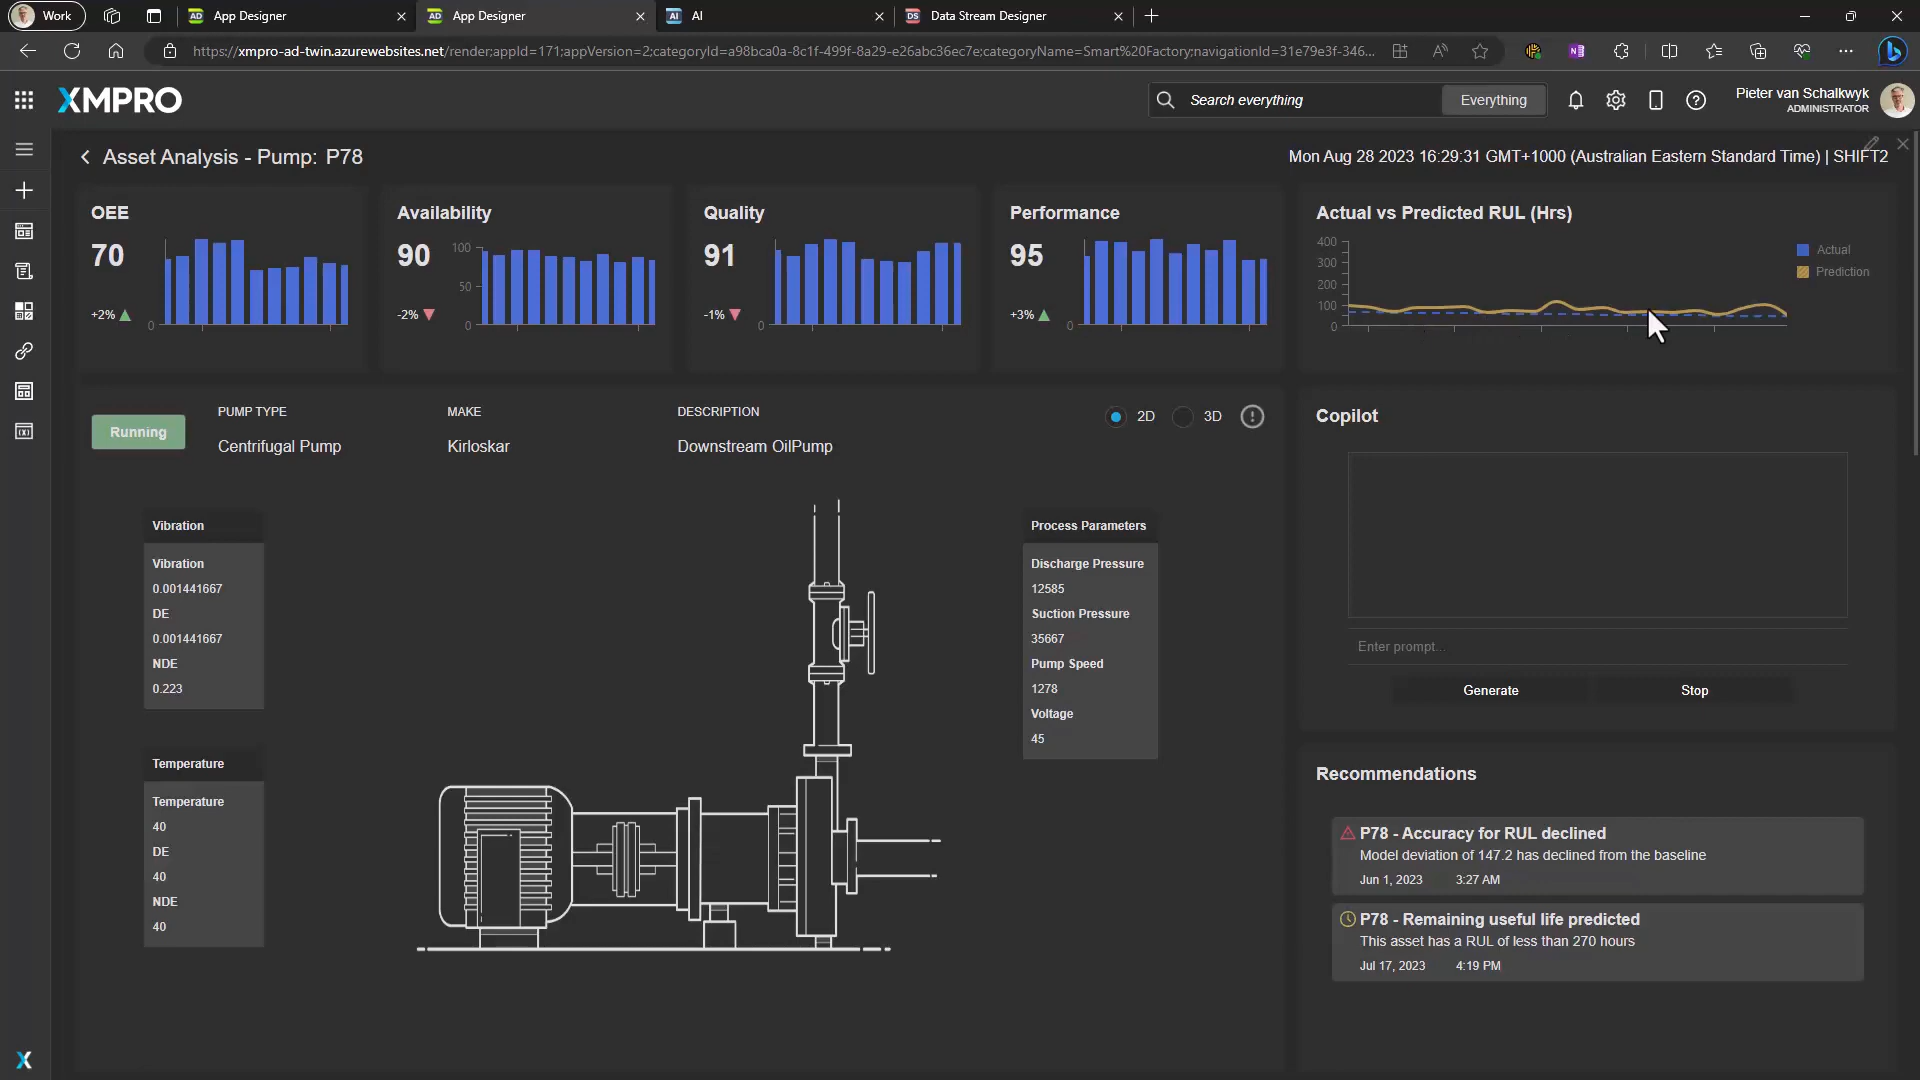 Work
App Designer
App Designer
AI
Data Stream Designer
https://xmpro-ad-twin.azurewebsites.net/render;appId=171;appVersion=2;categoryId=a98bca0a-8c1f-499f-8a29-e26abc36ec7e;categoryName=Smart%20Factory;navigationId=31e79e3f-346...
XMPRO
Search everything
Everything
Pieter van Schalkwyk
ADMINISTRATOR
Asset Analysis - Pump: P78
Mon Aug 28 2023 16:29:31 GMT+1000 (Australian Eastern Standard Time) | SHIFT2
OEE
70
+2%
0
Availability
90
-2%
100
50
0
Quality
91
-1%
0
Performance
95
+3%
0
Actual vs Predicted RUL (Hrs)
400
300
200
100
0
Actual
Prediction
Running
PUMP TYPE
Centrifugal Pump
MAKE
Kirloskar
DESCRIPTION
Downstream OilPump
2D
3D
Vibration
Vibration
0.001441667
DE
0.001441667
NDE
0.223
Temperature
Temperature
40
DE
40
NDE
40
Process Parameters
Discharge Pressure
12585
Suction Pressure
35667
Pump Speed
1278
Voltage
45
Copilot
Enter prompt...
Generate
Stop
Recommendations
P78 - Accuracy for RUL declined
Model deviation of 147.2 has declined from the baseline
Jun 1, 2023 3:27 AM
P78 - Remaining useful life predicted
This asset has a RUL of less than 270 hours
Jul 17, 2023 4:19 PM